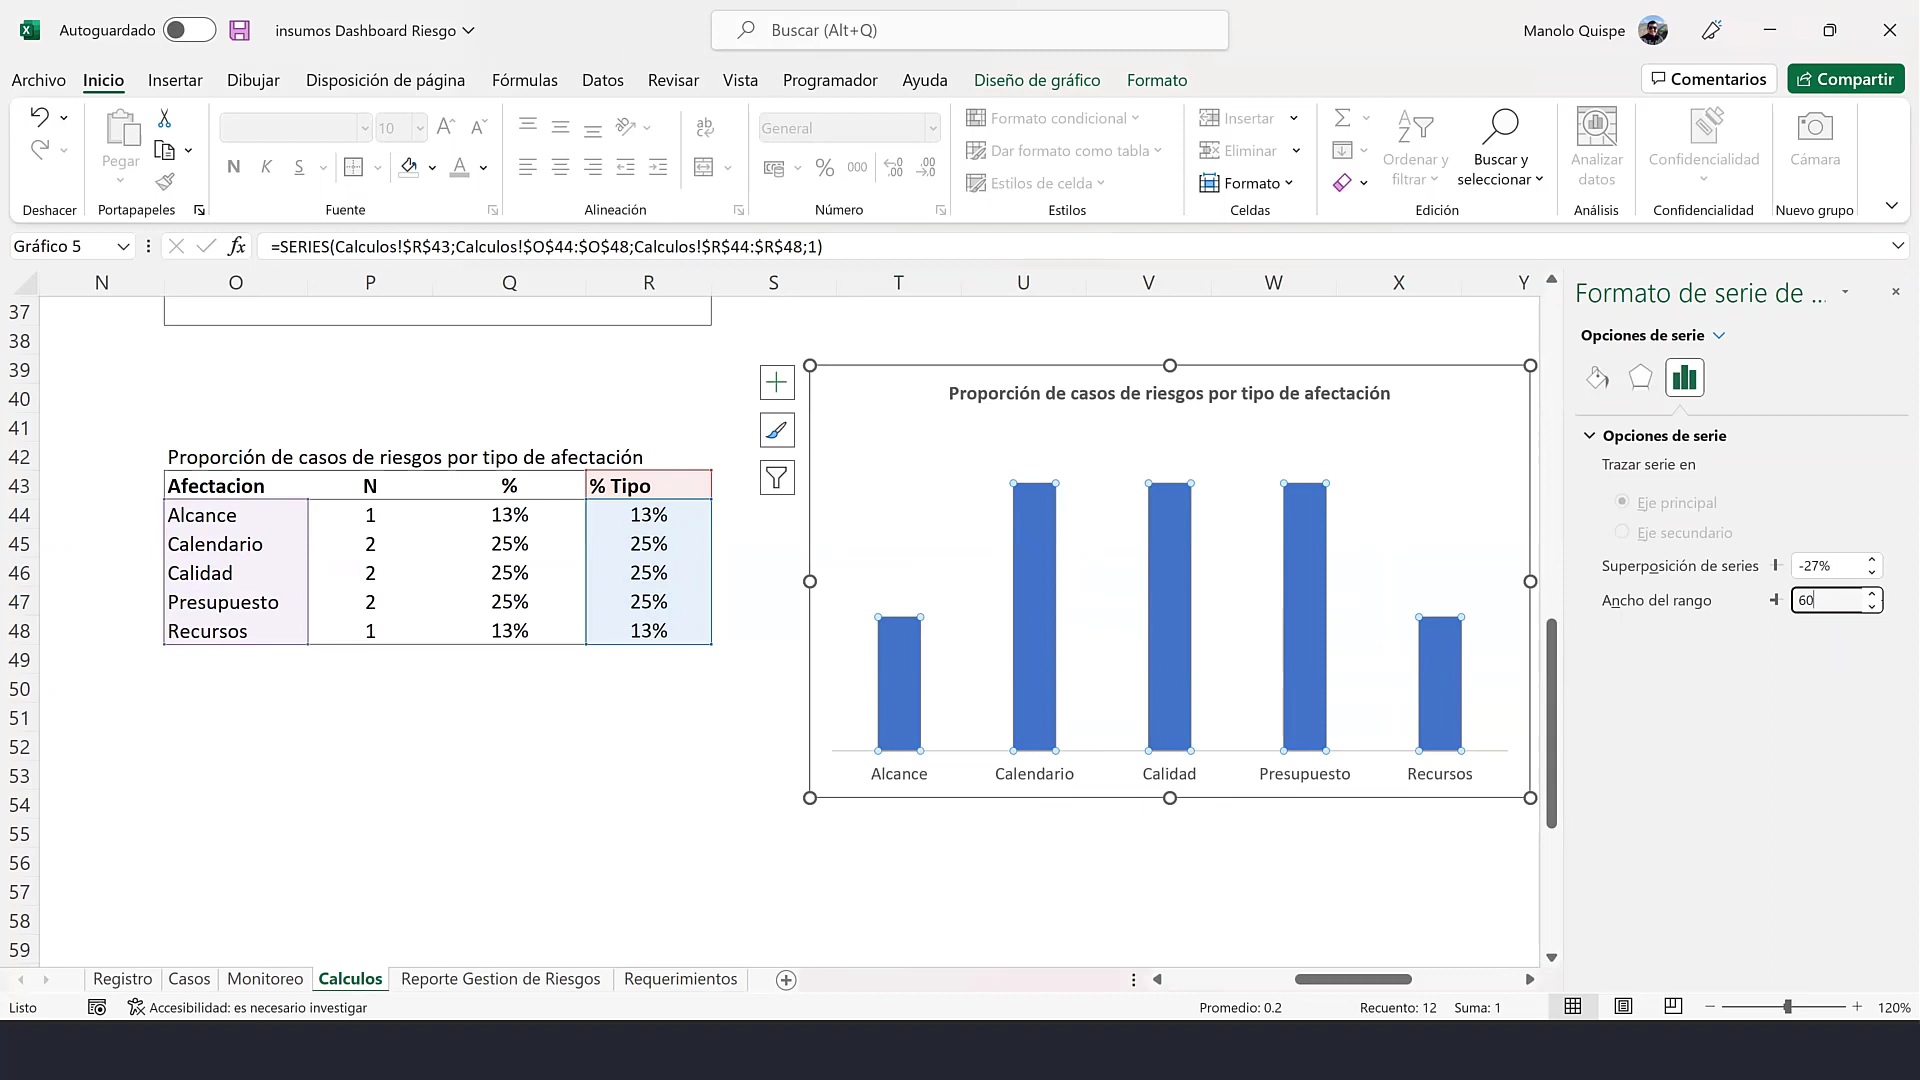 Autoguardado
insumos Dashboard Riesgo
Buscar (Alt+Q)
Manolo Quispe
Archivo Inicio Insertar Dibujar Disposición de página Fórmulas Datos Revisar Vista Programador Ayuda Diseño de gráfico Formato
Comentarios Compartir
Pegar
10
N K S
ab
General
% 000
Formato condicional
Dar formato como tabla
Estilos de celda
Insertar
Eliminar
Formato
Ordenar y filtrar
Buscar y seleccionar
Analizar datos
Confidencialidad
Cámara
Deshacer Portapapeles Fuente Alineación Número Estilos Celdas Edición Análisis Confidencialidad Nuevo grupo
Gráfico 5
fx
=SERIES(Calculos!$R$43;Calculos!$O$44:$O$48;Calculos!$R$44:$R$48;1)
N O P Q R S T U V W X Y
37
38
39
40
41
42 Proporción de casos de riesgos por tipo de afectación
43 Afectacion N % % Tipo
44 Alcance 1 13% 13%
45 Calendario 2 25% 25%
46 Calidad 2 25% 25%
47 Presupuesto 2 25% 25%
48 Recursos 1 13% 13%
49
50
51
52
53
54
55
56
57
58
59
Proporción de casos de riesgos por tipo de afectación
Alcance Calendario Calidad Presupuesto Recursos
Formato de serie de ...
Opciones de serie
Opciones de serie
Trazar serie en
Eje principal
Eje secundario
Superposición de series -27%
Ancho del rango 60
Registro Casos Monitoreo Calculos Reporte Gestion de Riesgos Requerimientos
Listo
Accesibilidad: es necesario investigar
Promedio: 0.2 Recuento: 12 Suma: 1
120%